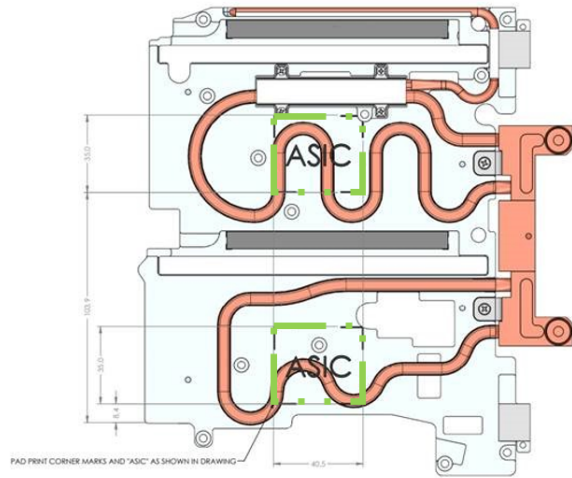 35.0
ASIC
103.9
35.0
ASIC
8.4
PAD PRINT CORNER MARKS AND "ASIC" AS SHOWN IN DRAWING
40.5